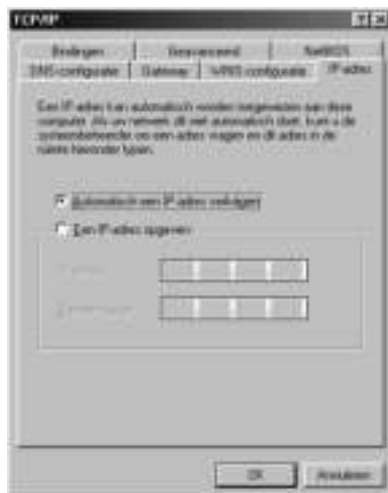 TCP/IP
Bindingen Geavanceerd NetBIOS
DNS-configuratie Gateway WINS-configuratie IP-adres
Een IP-adres kan automatisch worden toegewezen aan deze
computer. Als uw netwerk dit niet automatisch doet, kunt u de
systeembeheerder om een adres vragen en dit adres in de
ruimte hieronder typen.
Automatisch een IP-adres verkrijgen
Een IP-adres opgeven
OK Annuleren